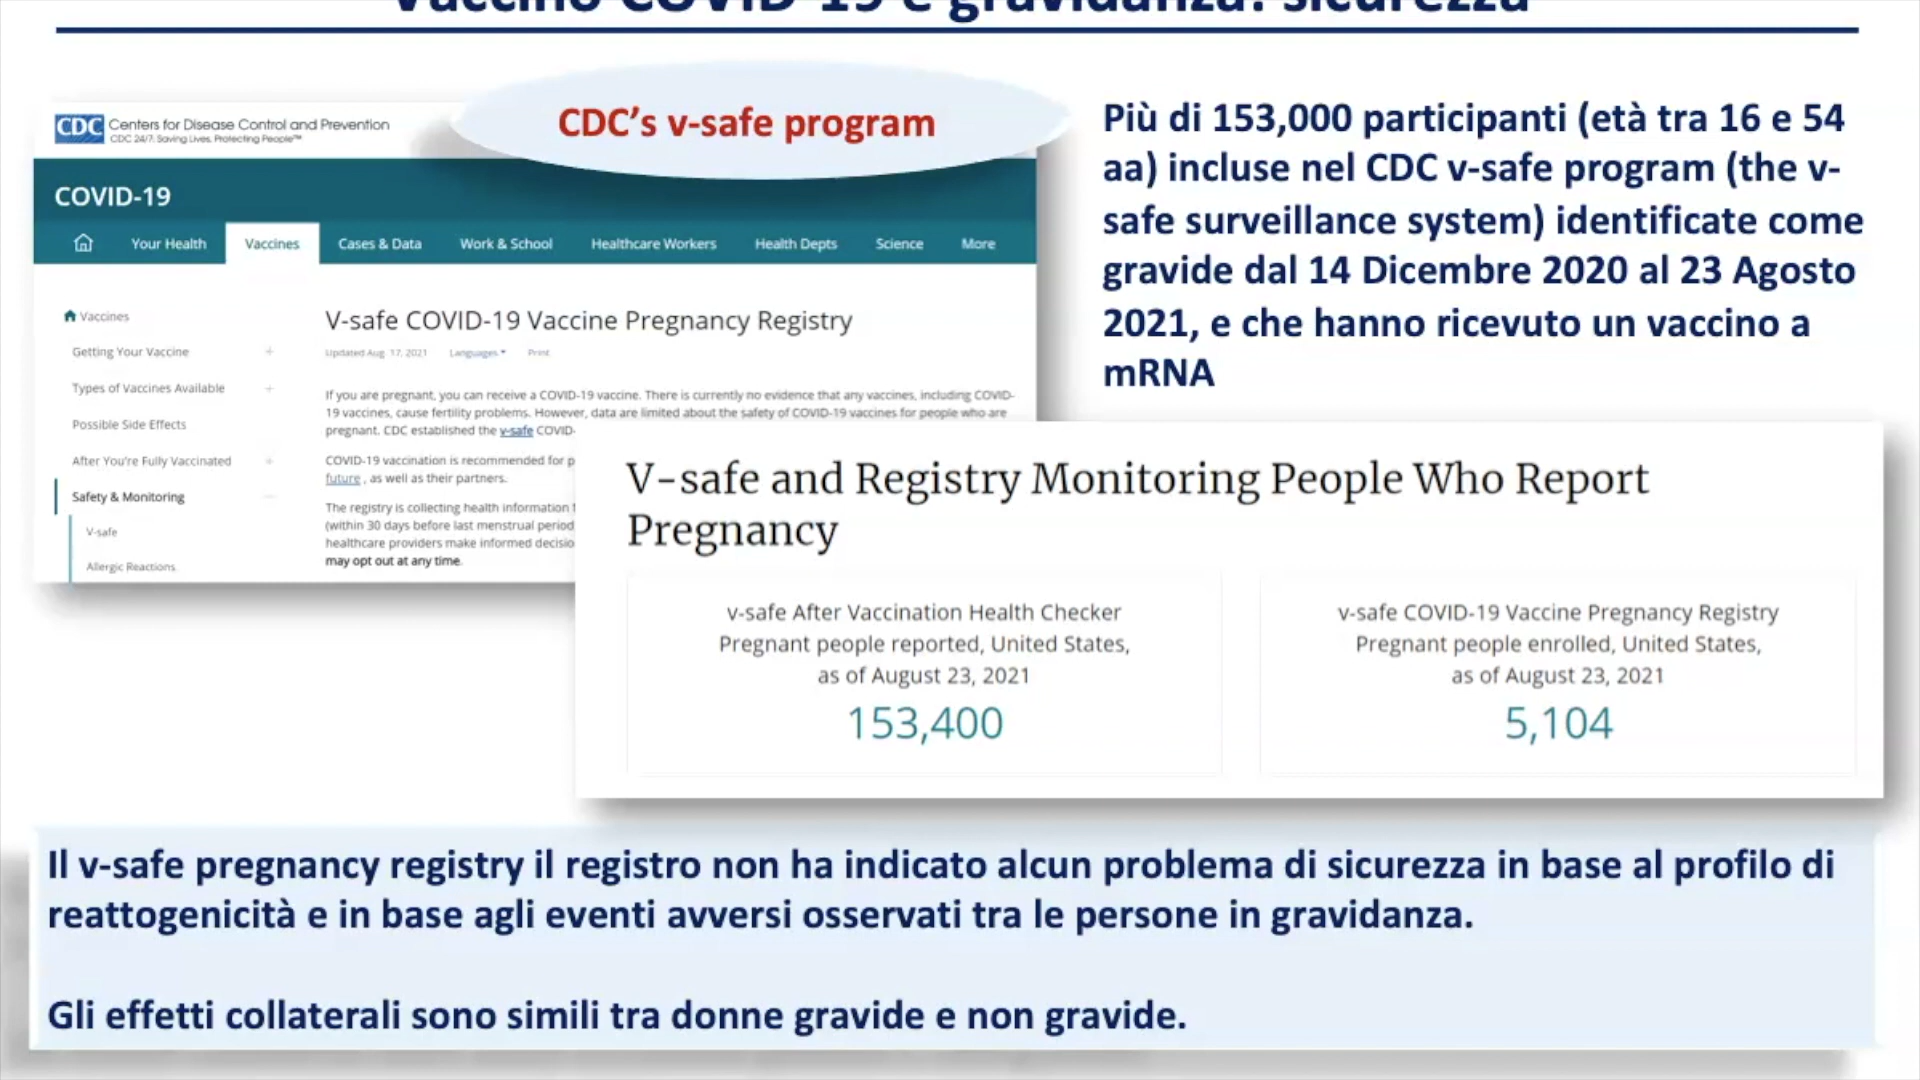 Vaccino COVID-19 e gravidanza: sicurezza
CDC's v-safe program
CDC Centers for Disease Control and Prevention
CDC 24/7: Saving Lives, Protecting People™
COVID-19
Your Health Vaccines Cases & Data Work & School Healthcare Workers Health Depts Science More
Vaccines
Getting Your Vaccine
Types of Vaccines Available
Possible Side Effects
After You're Fully Vaccinated
Safety & Monitoring
V-safe
Allergic Reactions
V-safe COVID-19 Vaccine Pregnancy Registry
Updated Aug. 17, 2021 Languages Print
If you are pregnant, you can receive a COVID-19 vaccine. There is currently no evidence that any vaccines, including COVID-
19 vaccines, cause fertility problems. However, data are limited about the safety of COVID-19 vaccines for people who are
pregnant. CDC established the v-safe COVID-
COVID-19 vaccination is recommended for p
future , as well as their partners.
The registry is collecting health information
(within 30 days before last menstrual period
healthcare providers make informed decisio
may opt out at any time.
Più di 153,000 participanti (età tra 16 e 54
aa) incluse nel CDC v-safe program (the v-
safe surveillance system) identificate come
gravide dal 14 Dicembre 2020 al 23 Agosto
2021, e che hanno ricevuto un vaccino a
mRNA
V-safe and Registry Monitoring People Who Report
Pregnancy
v-safe After Vaccination Health Checker
Pregnant people reported, United States,
as of August 23, 2021
153,400
v-safe COVID-19 Vaccine Pregnancy Registry
Pregnant people enrolled, United States,
as of August 23, 2021
5,104
Il v-safe pregnancy registry il registro non ha indicato alcun problema di sicurezza in base al profilo di
reattogenicità e in base agli eventi avversi osservati tra le persone in gravidanza.
Gli effetti collaterali sono simili tra donne gravide e non gravide.